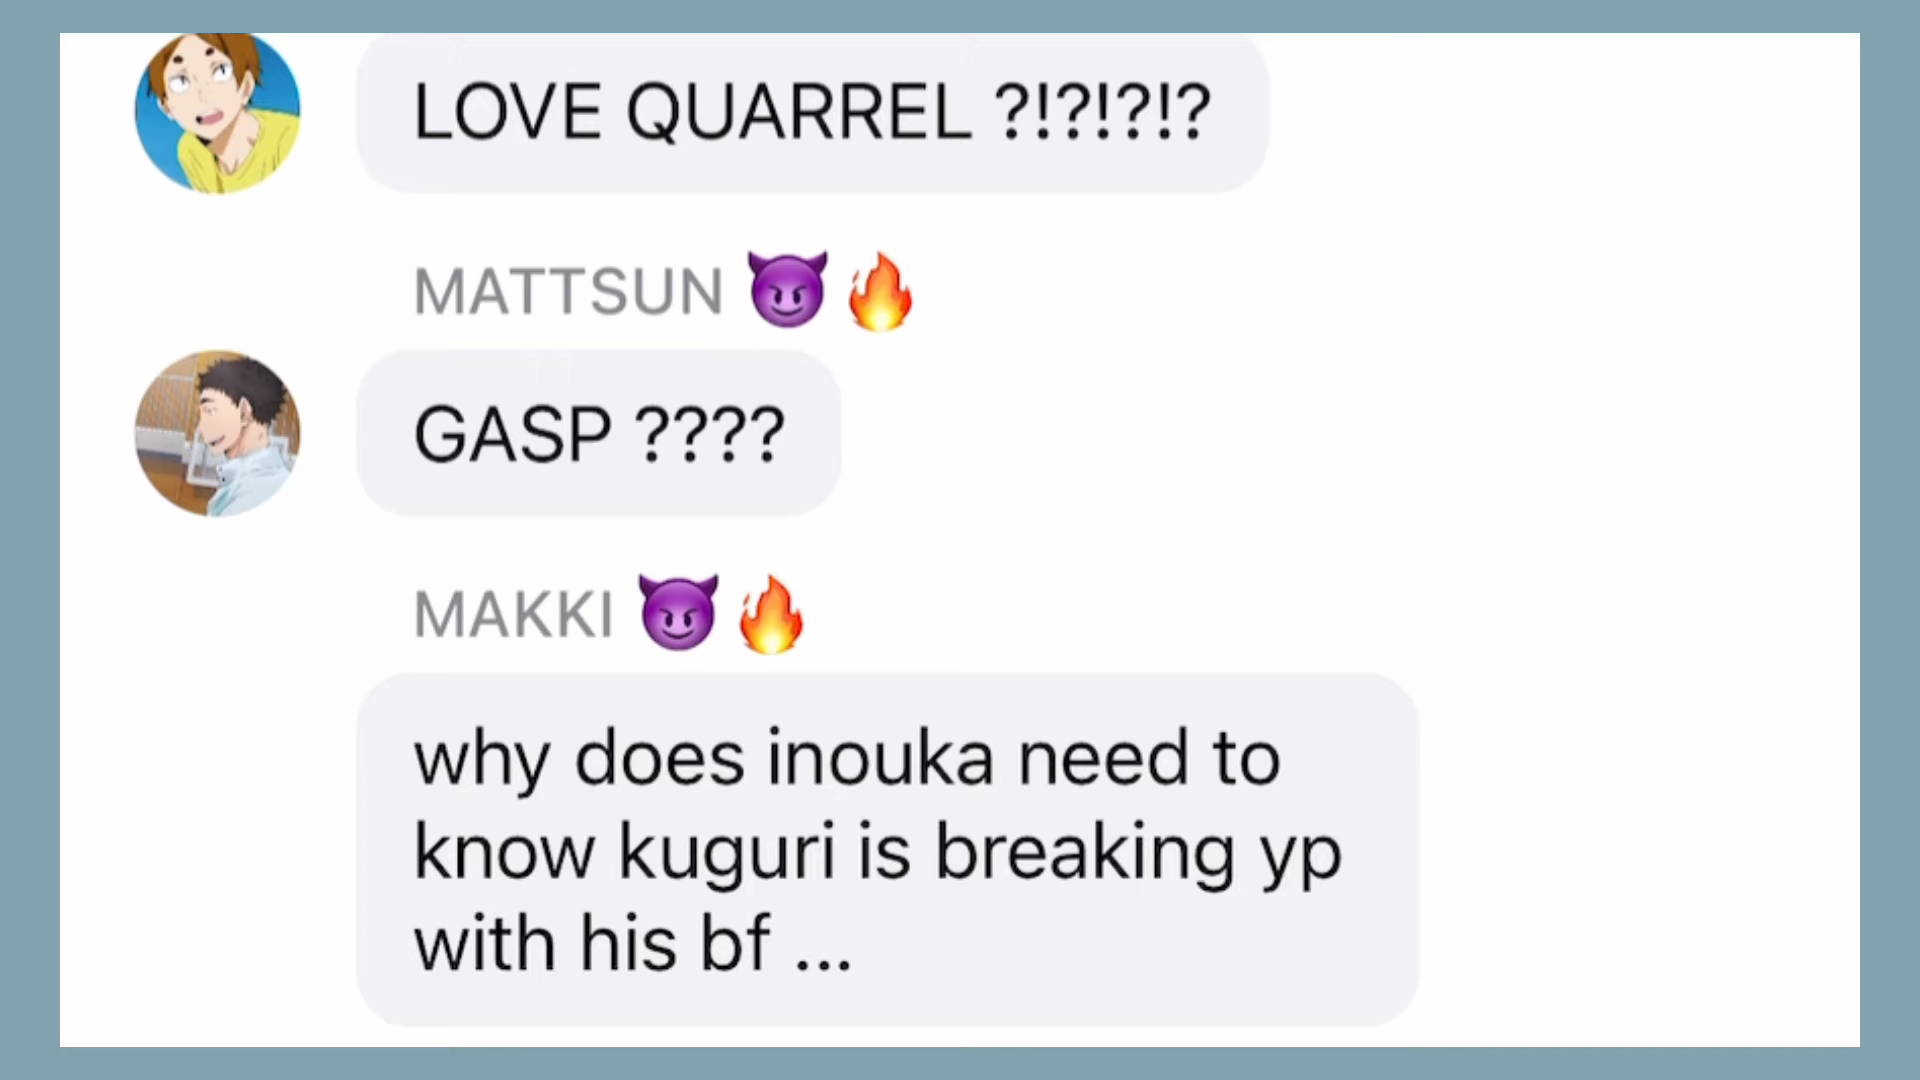 LOVE QUARREL ?!?!?!?
MATTSUN 😈🔥
GASP ????
MAKKI 😈🔥
why does inouka need to
know kuguri is breaking yp
with his bf ...